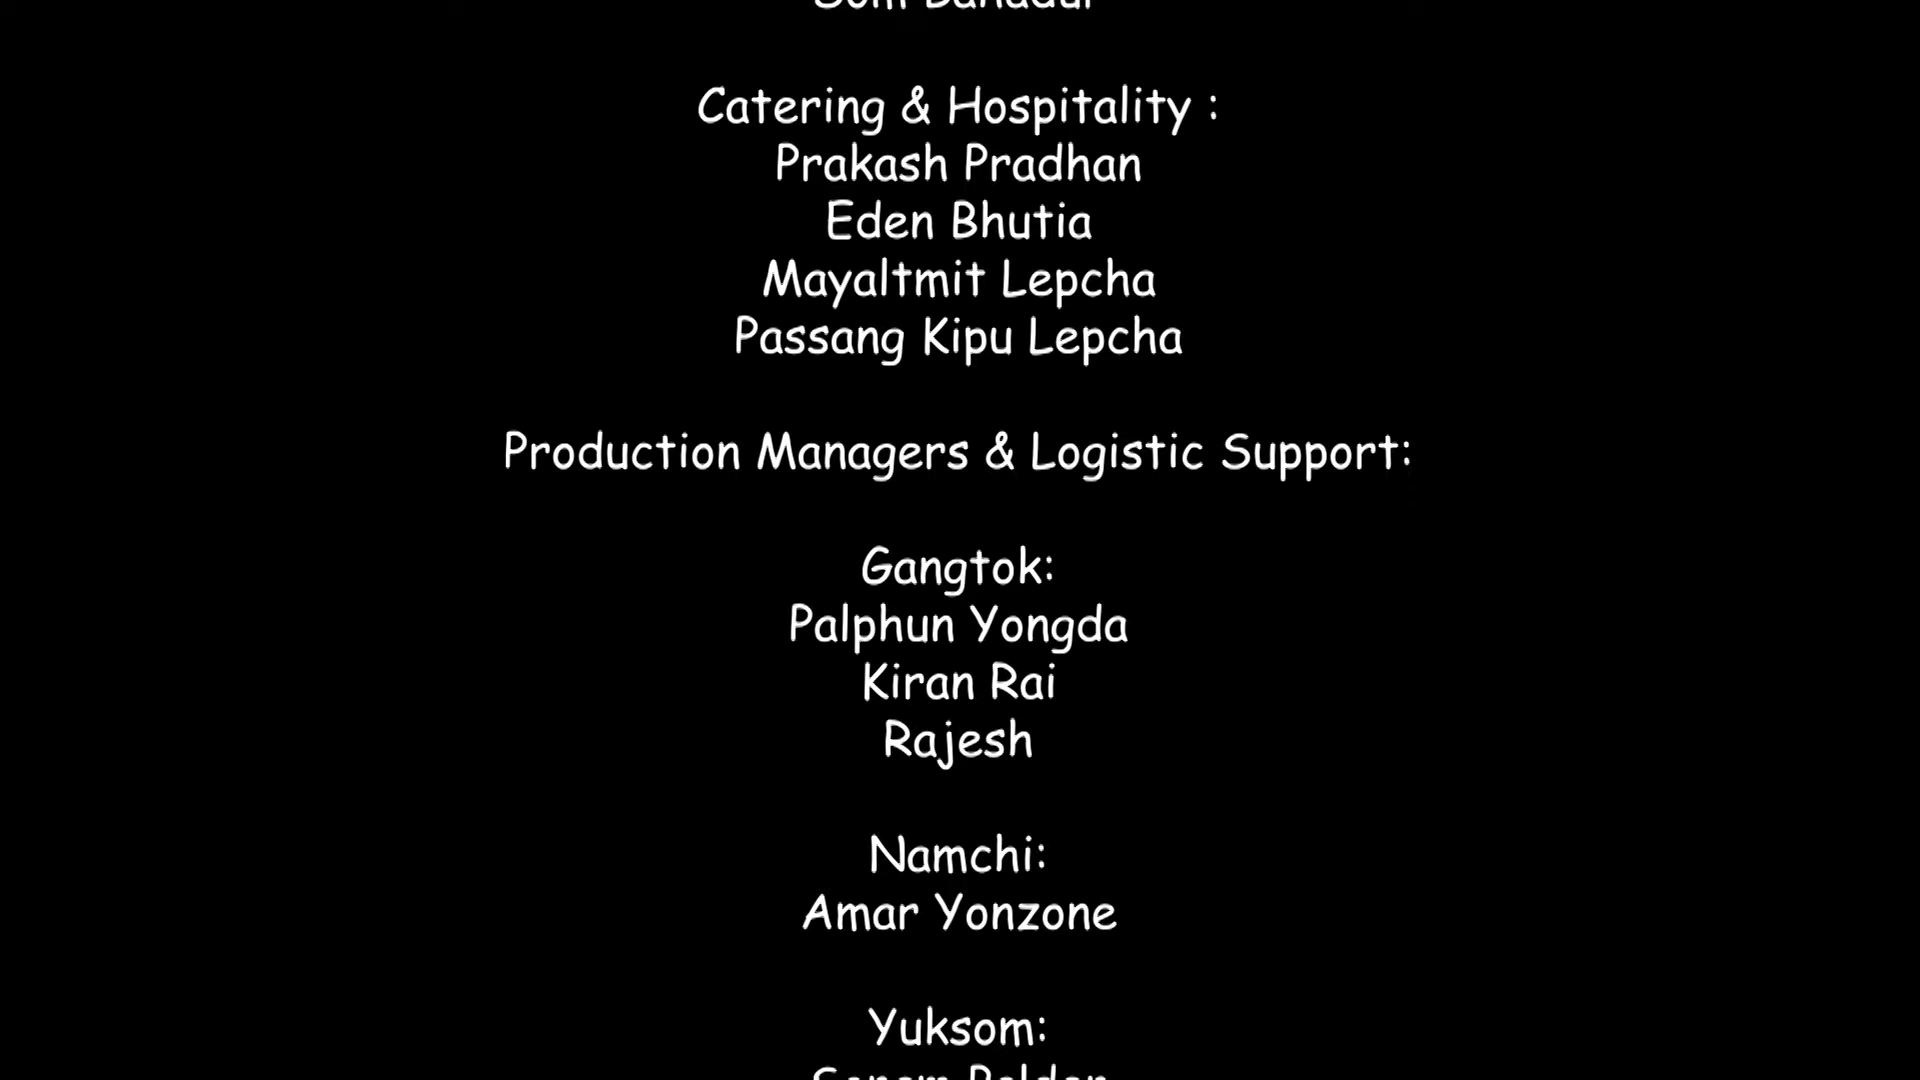 Catering & Hospitality :
Prakash Pradhan
Eden Bhutia
Mayaltmit Lepcha
Passang Kipu Lepcha
Production Managers & Logistic Support:
Gangtok:
Palphun Yongda
Kiran Rai
Rajesh
Namchi:
Amar Yonzone
Yuksom: